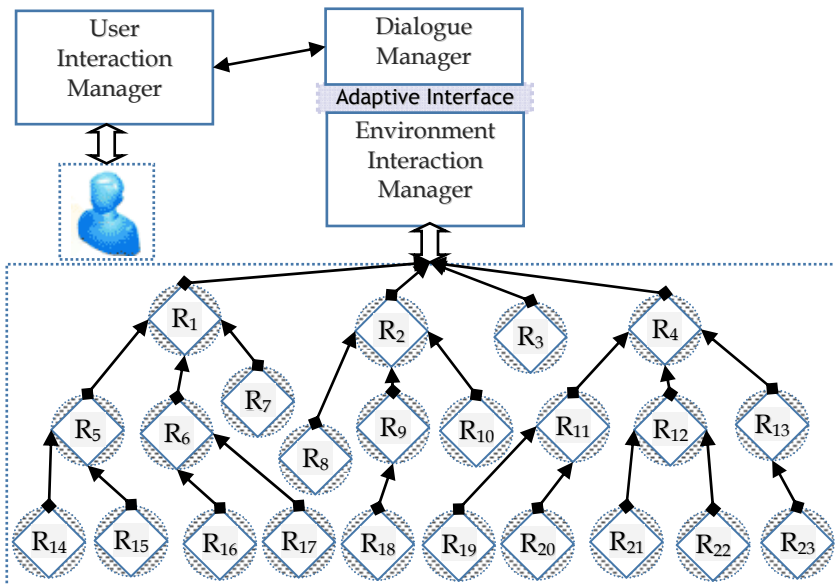 User
Interaction
Manager
Dialogue
Manager
Adaptive Interface
Environment
Interaction
Manager
R1
R2
R3
R4
R5
R6
R7
R8
R9
R10
R11
R12
R13
R14
R15
R16
R17
R18
R19
R20
R21
R22
R23